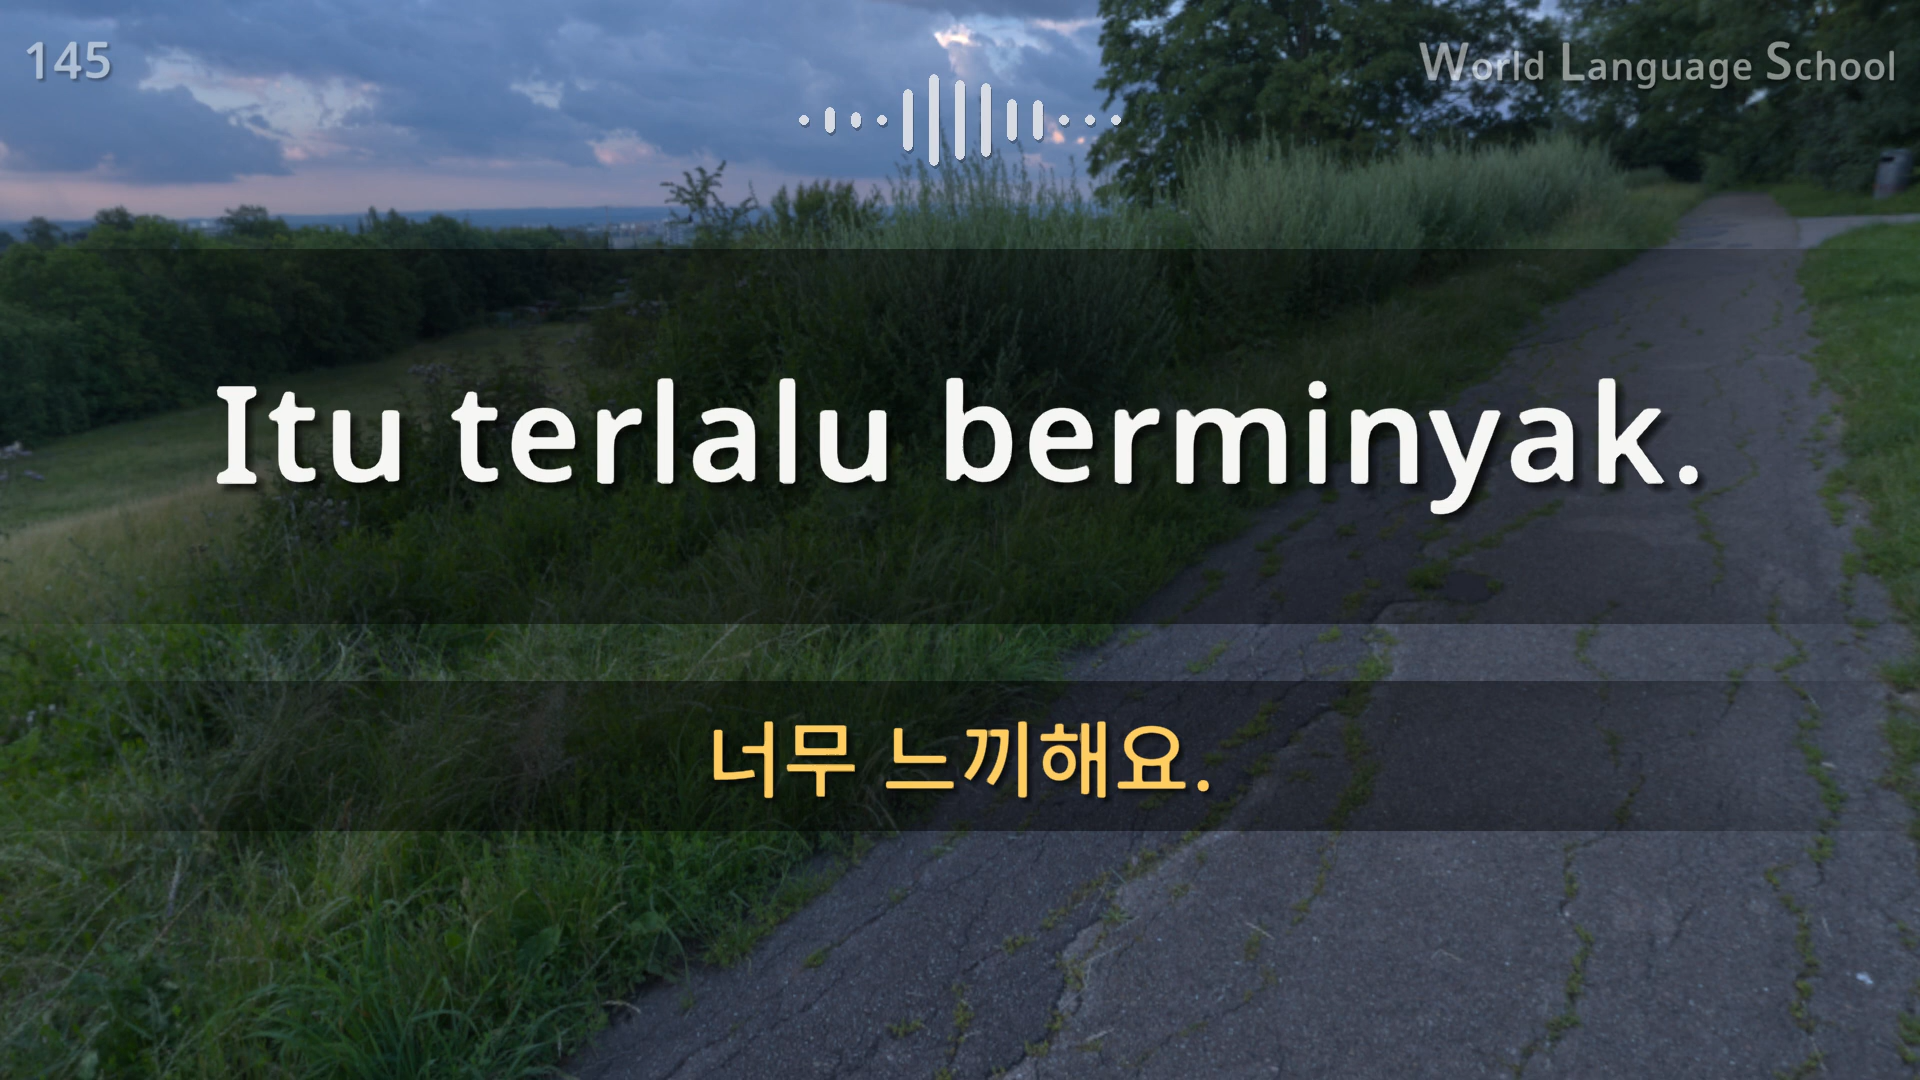 145
World Language School
Itu terlalu berminyak.
너무 느끼해요.